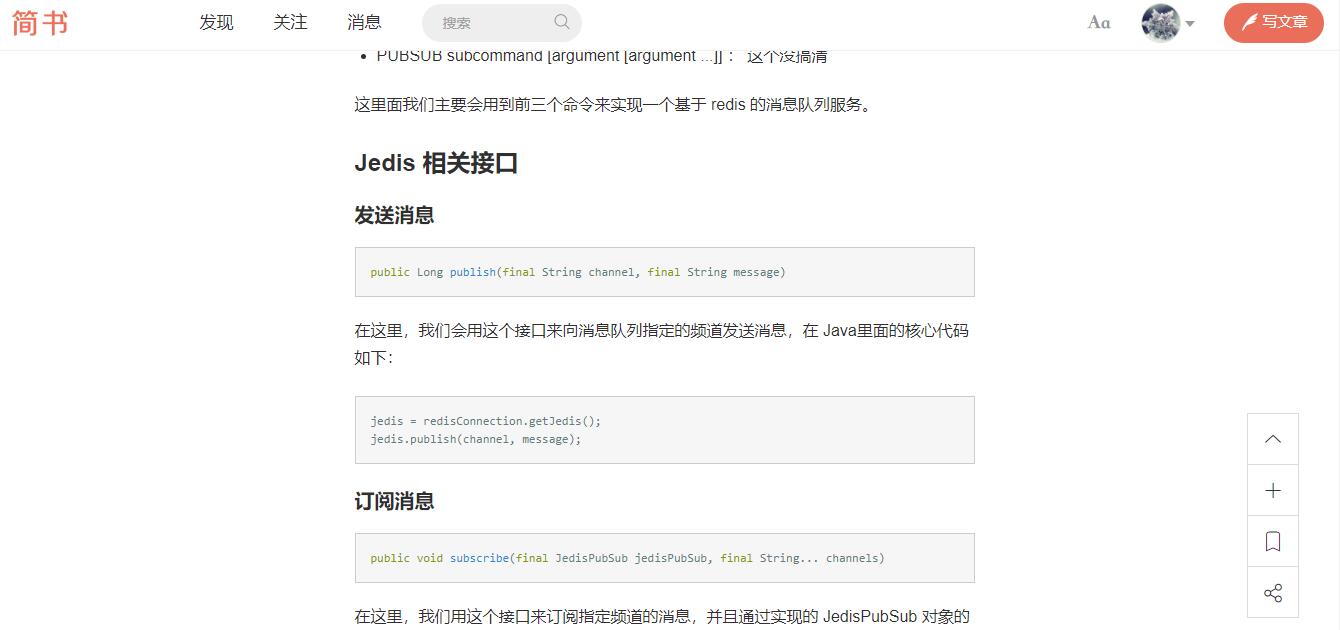 简书
发现
关注
消息
搜索
Aa
写文章
PUBSUB subcommand [argument [argument ...]] : 这个没搞清
这里面我们主要会用到前三个命令来实现一个基于 redis 的消息队列服务。
Jedis 相关接口
发送消息
public Long publish(final String channel, final String message)
在这里，我们会用这个接口来向消息队列指定的频道发送消息，在 Java里面的核心代码
如下：
jedis = redisConnection.getJedis();
jedis.publish(channel, message);
订阅消息
public void subscribe(final JedisPubSub jedisPubSub, final String... channels)
在这里，我们用这个接口来订阅指定频道的消息，并且通过实现的 JedisPubSub 对象的